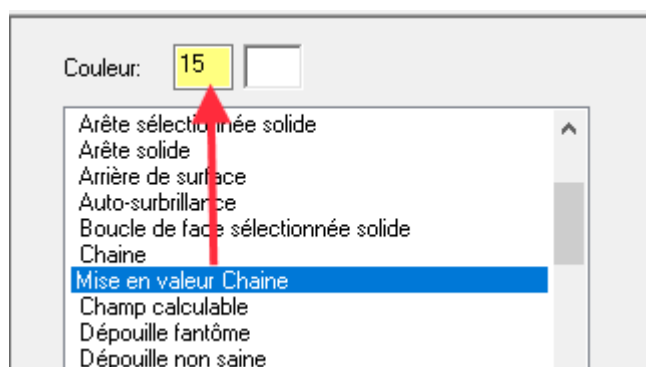 Couleur: 15
Arête sélectionnée solide
Arête solide
Arrière de surface
Auto-surbrillance
Boucle de face sélectionnée solide
Chaine
Mise en valeur Chaine
Champ calculable
Dépouille fantôme
Dépouille non saine